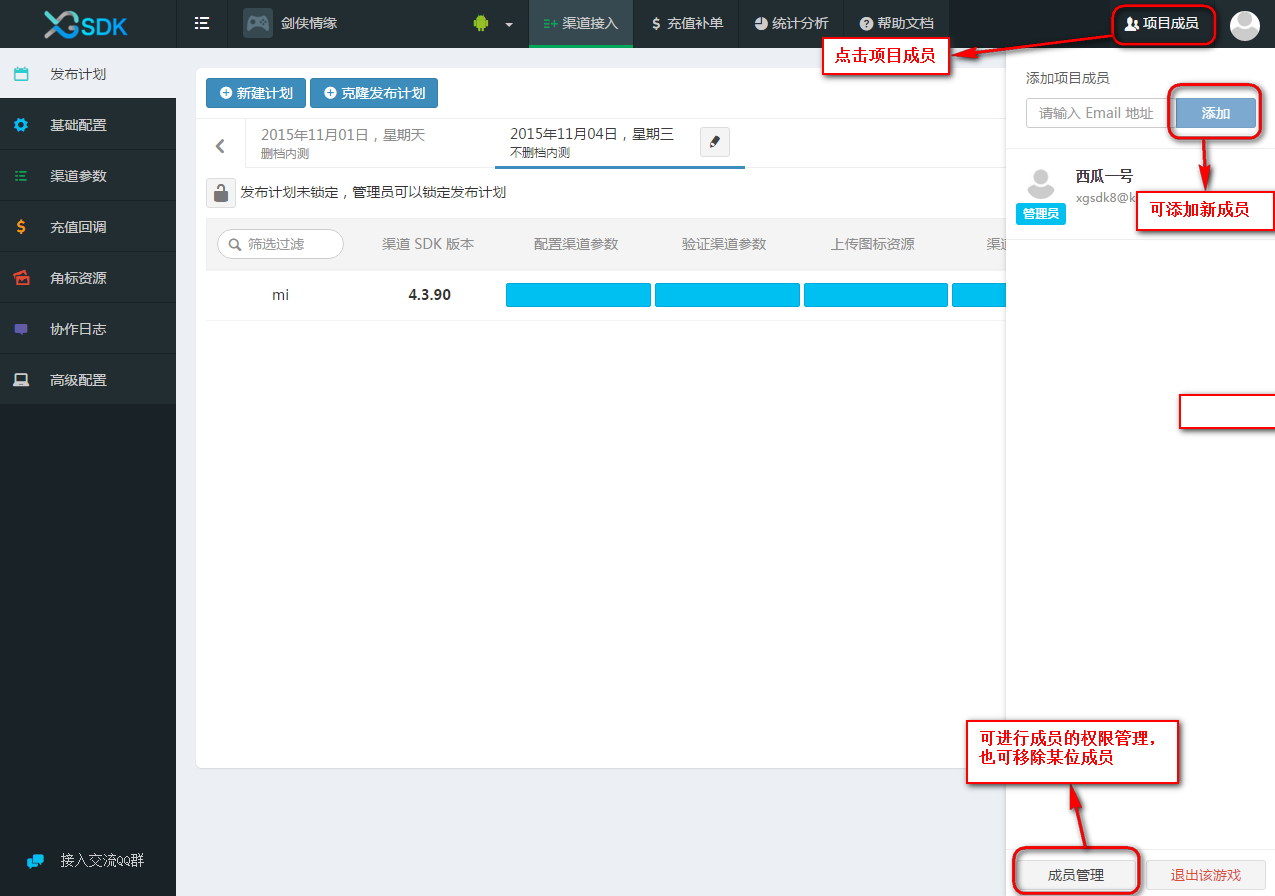 XGSDK
剑侠情缘
渠道接入
充值补单
统计分析
帮助文档
项目成员
点击项目成员
发布计划
基础配置
渠道参数
充值回调
角标资源
协作日志
高级配置
接入交流QQ群
新建计划
克隆发布计划
2015年11月01日，星期天
删档内测
2015年11月04日，星期三
不删档内测
发布计划未锁定，管理员可以锁定发布计划
筛选过滤
渠道 SDK 版本
配置渠道参数
验证渠道参数
上传图标资源
mi
4.3.90
添加项目成员
请输入 Email 地址
添加
西瓜一号
xgsdk8@k
管理员
可添加新成员
可进行成员的权限管理，
也可移除某位成员
成员管理
退出该游戏